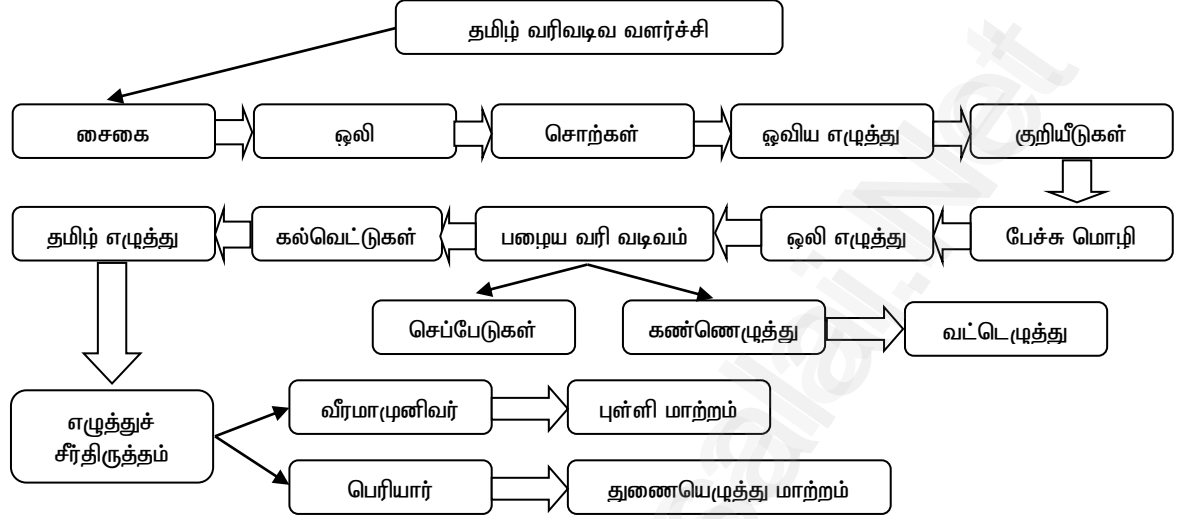 தமிழ் வரிவடிவ வளர்ச்சி
சைகை
ஒலி
சொற்கள்
ஓவிய எழுத்து
குறியீடுகள்
தமிழ் எழுத்து
கல்வெட்டுகள்
பழைய வரி வடிவம்
ஒலி எழுத்து
பேச்சு மொழி
செப்பேடுகள்
கண்ணெழுத்து
வட்டெழுத்து
எழுத்துச்
சீர்திருத்தம்
வீரமாமுனிவர்
புள்ளி மாற்றம்
பெரியார்
துணையெழுத்து மாற்றம்